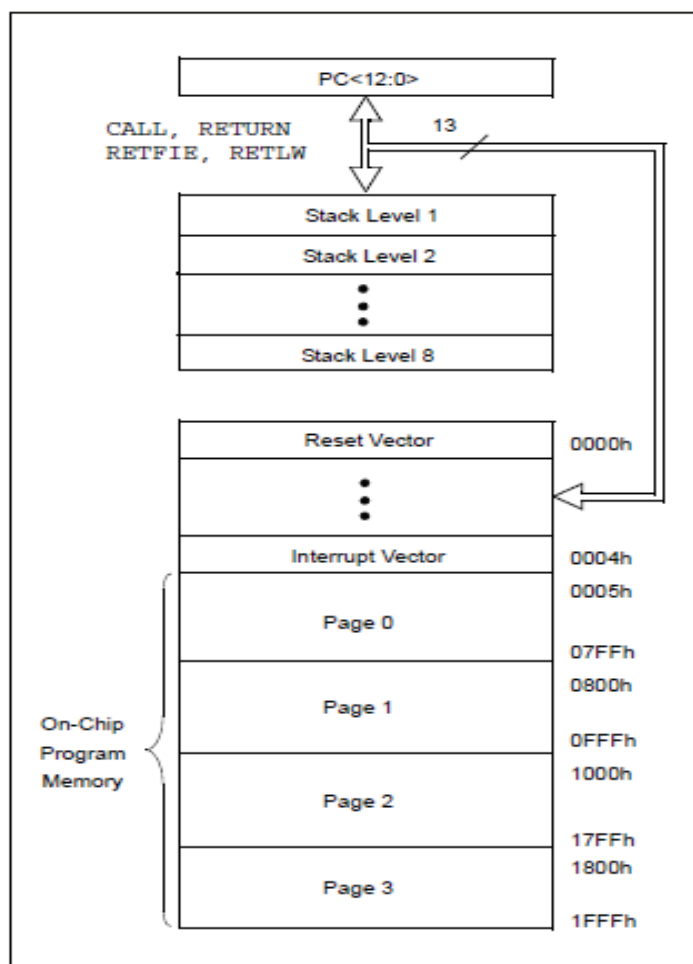 PC<12:0>
CALL, RETURN
RETFIE, RETLW
13
Stack Level 1
Stack Level 2
Stack Level 8
Reset Vector
0000h
Interrupt Vector
0004h
0005h
Page 0
07FFh
0800h
Page 1
0FFFh
On-Chip
Program
Memory
1000h
Page 2
17FFh
1800h
Page 3
1FFFh